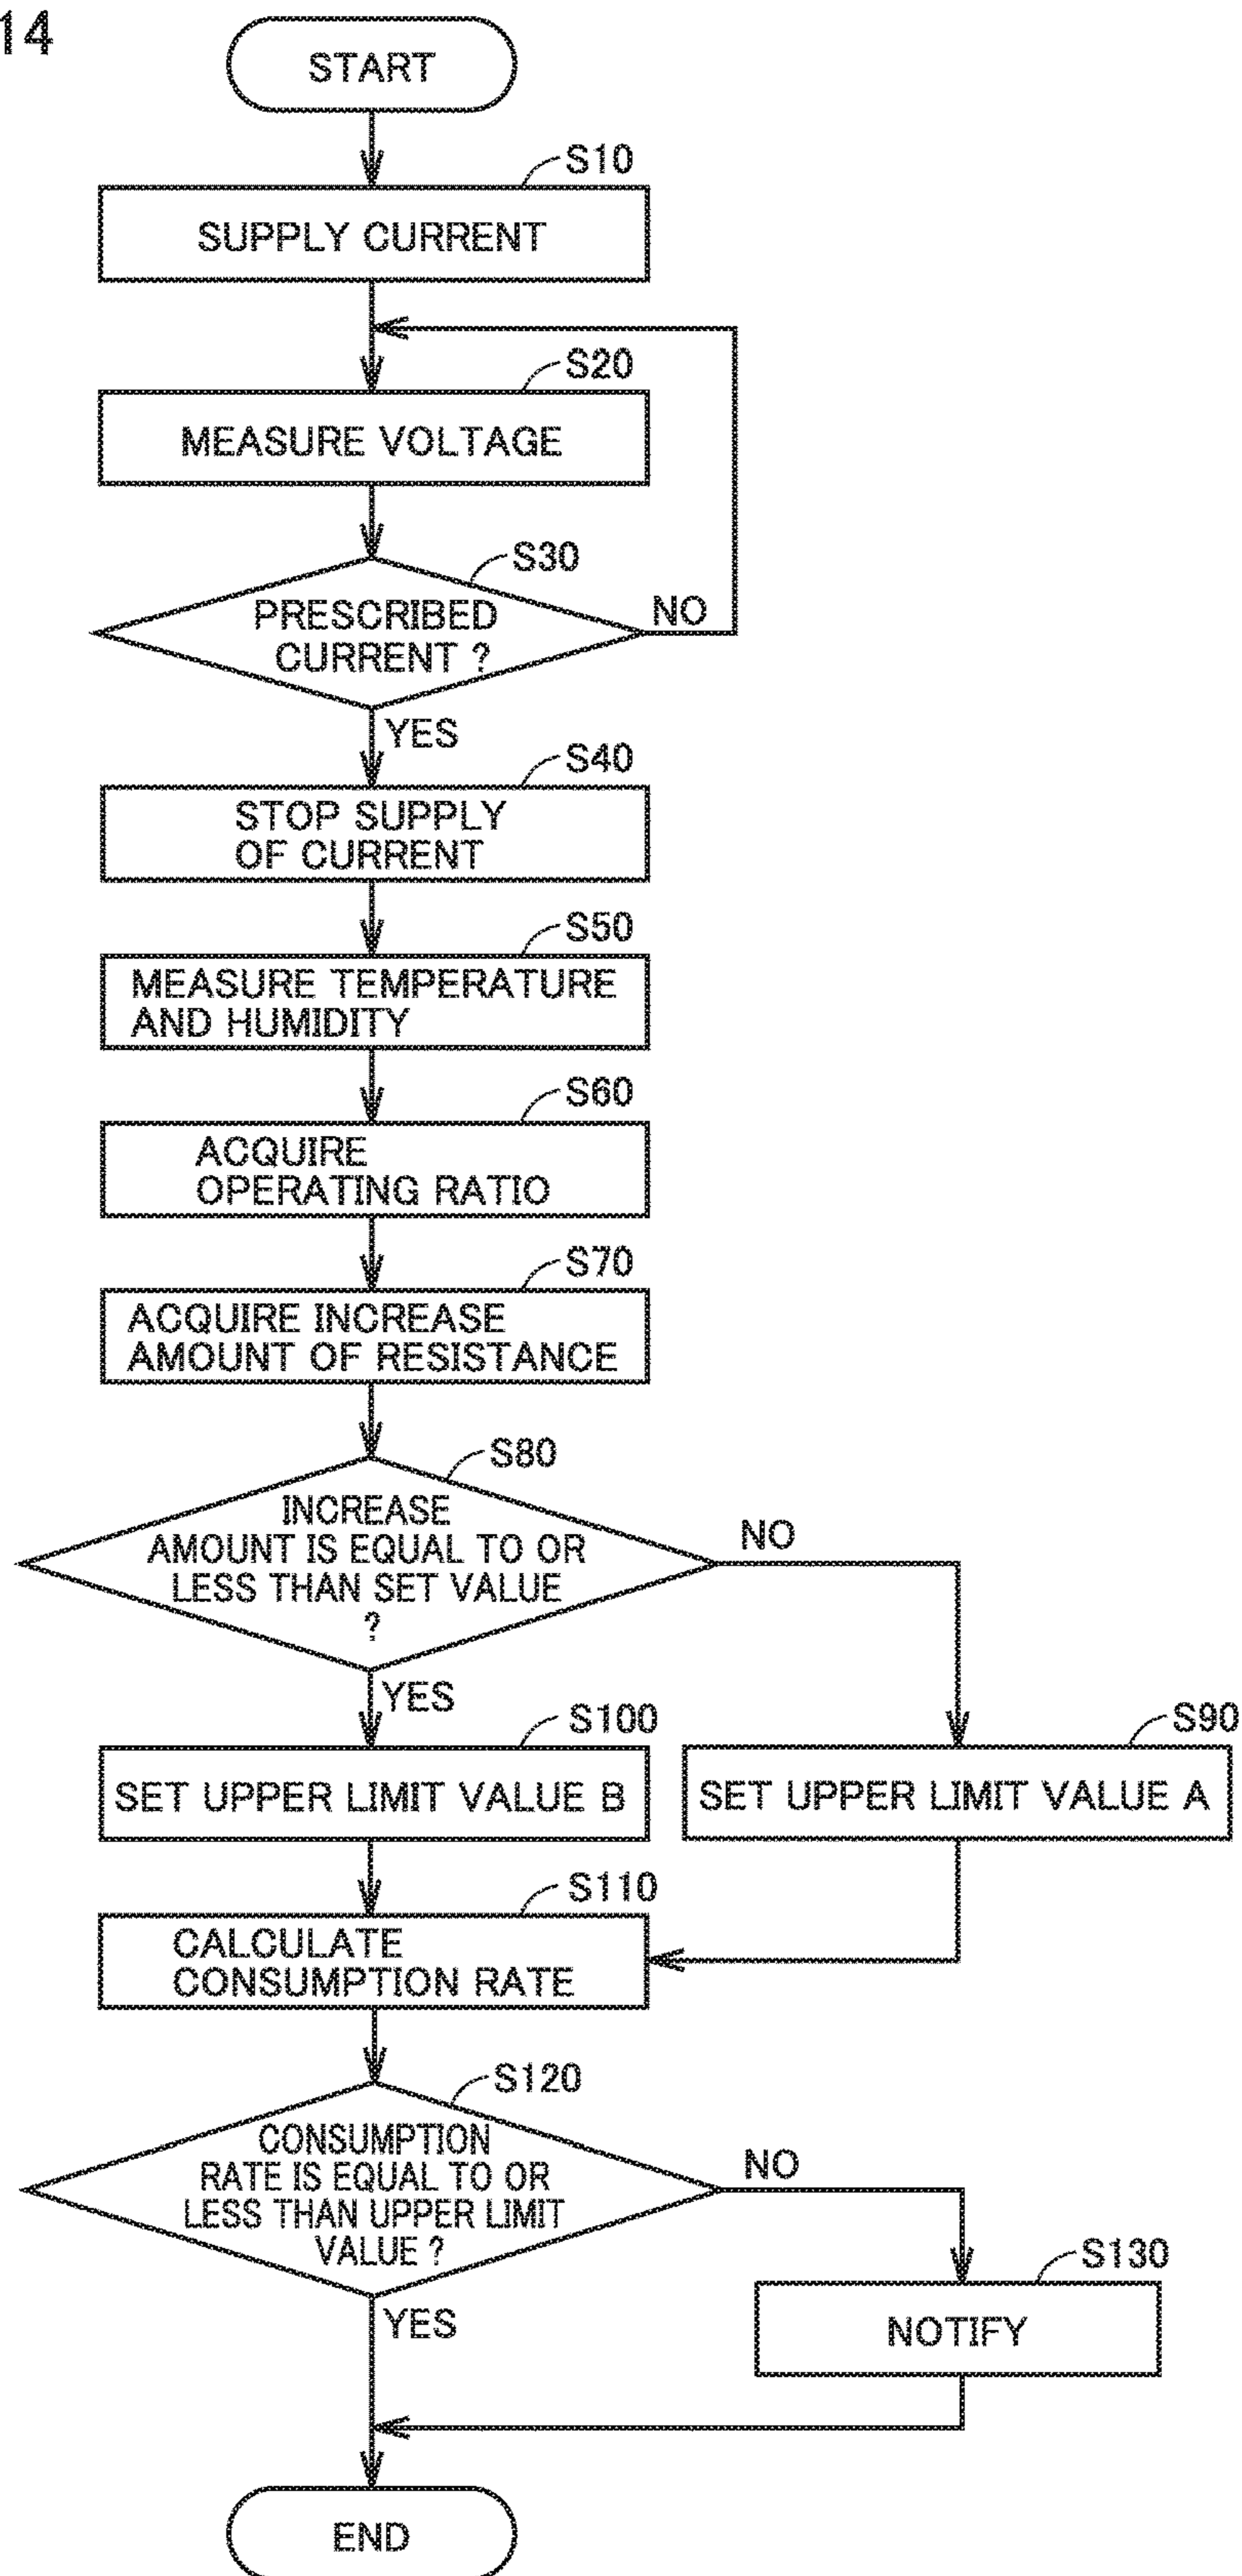 14
START
S10
SUPPLY CURRENT
S20
MEASURE VOLTAGE
S30
PRESCRIBED
CURRENT ?
NO
YES
S40
STOP SUPPLY
OF CURRENT
S50
MEASURE TEMPERATURE
AND HUMIDITY
S60
ACQUIRE
OPERATING RATIO
S70
ACQUIRE INCREASE
AMOUNT OF RESISTANCE
S80
INCREASE
AMOUNT IS EQUAL TO OR
LESS THAN SET VALUE
?
NO
YES
S100
SET UPPER LIMIT VALUE B
S90
SET UPPER LIMIT VALUE A
S110
CALCULATE
CONSUMPTION RATE
S120
CONSUMPTION
RATE IS EQUAL TO OR
LESS THAN UPPER LIMIT
VALUE ?
NO
YES
S130
NOTIFY
END